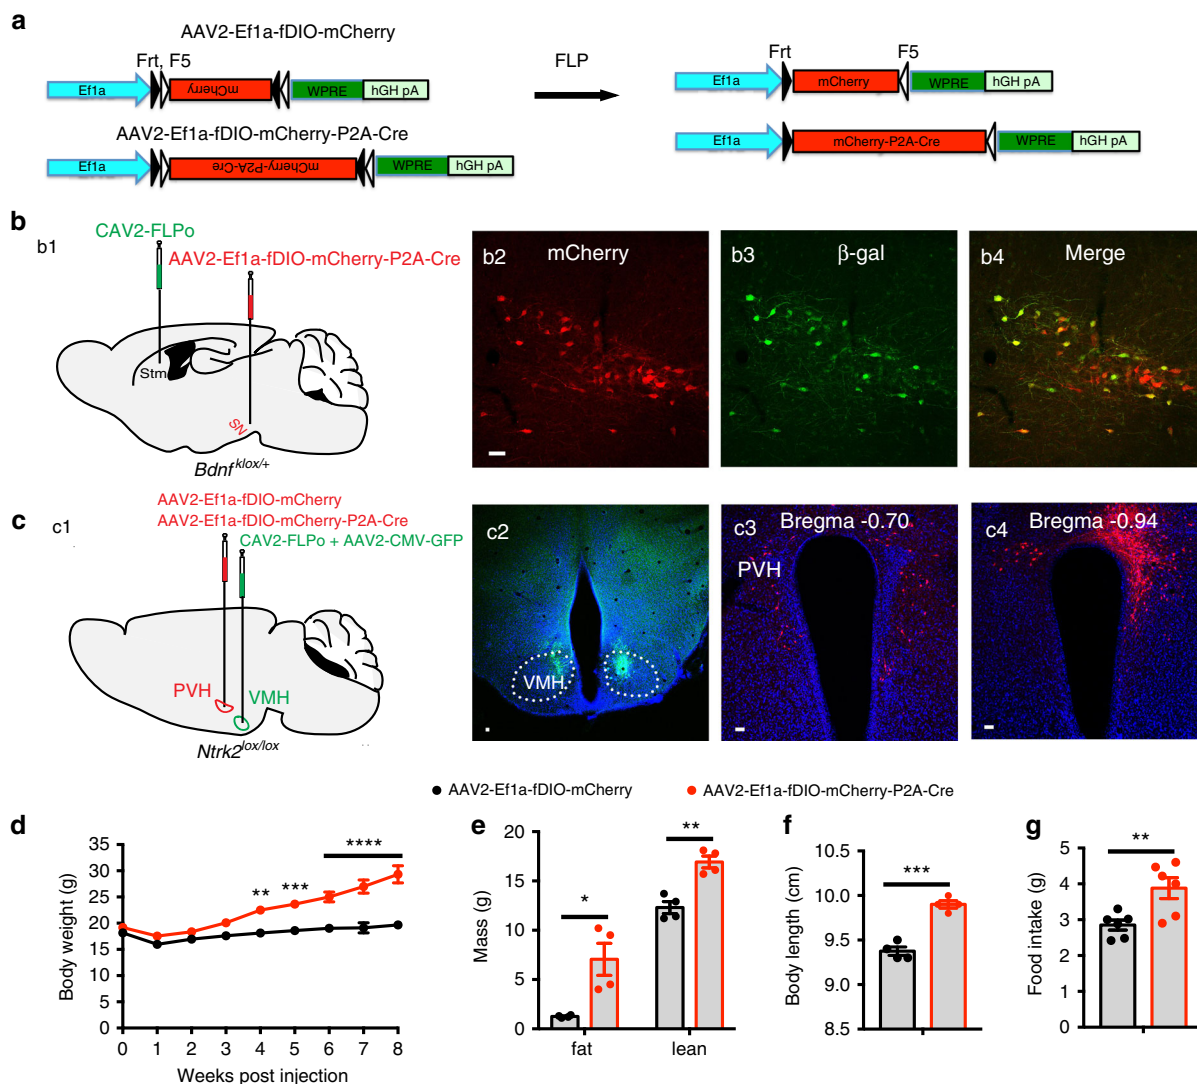 a
AAV2-Ef1a-fDIO-mCherry
Frt, F5
Ef1a
mCherry
WPRE
hGH pA
AAV2-Ef1a-fDIO-mCherry-P2A-Cre
Ef1a
mCherry-P2A-Cre
WPRE
hGH pA
FLP
Frt
F5
Ef1a
mCherry
WPRE
hGH pA
Ef1a
mCherry-P2A-Cre
WPRE
hGH pA
b
b1
CAV2-FLPo
AAV2-Ef1a-fDIO-mCherry-P2A-Cre
Stm
SN
Bdnf klox/+
b2
mCherry
b3
β-gal
b4
Merge
c
c1
AAV2-Ef1a-fDIO-mCherry
AAV2-Ef1a-fDIO-mCherry-P2A-Cre
CAV2-FLPo + AAV2-CMV-GFP
PVH
VMH
Ntrk2 lox/lox
c2
VMH
c3
Bregma -0.70
PVH
c4
Bregma -0.94
AAV2-Ef1a-fDIO-mCherry
AAV2-Ef1a-fDIO-mCherry-P2A-Cre
d
Body weight (g)
35
30
25
20
15
10
5
0
**
***
****
0 1 2 3 4 5 6 7 8
Weeks post injection
e
Mass (g)
20
15
10
5
0
*
**
fat
lean
f
Body length (cm)
10.5
10.0
9.5
9.0
8.5
***
g
Food intake (g)
5
4
3
2
1
0
**